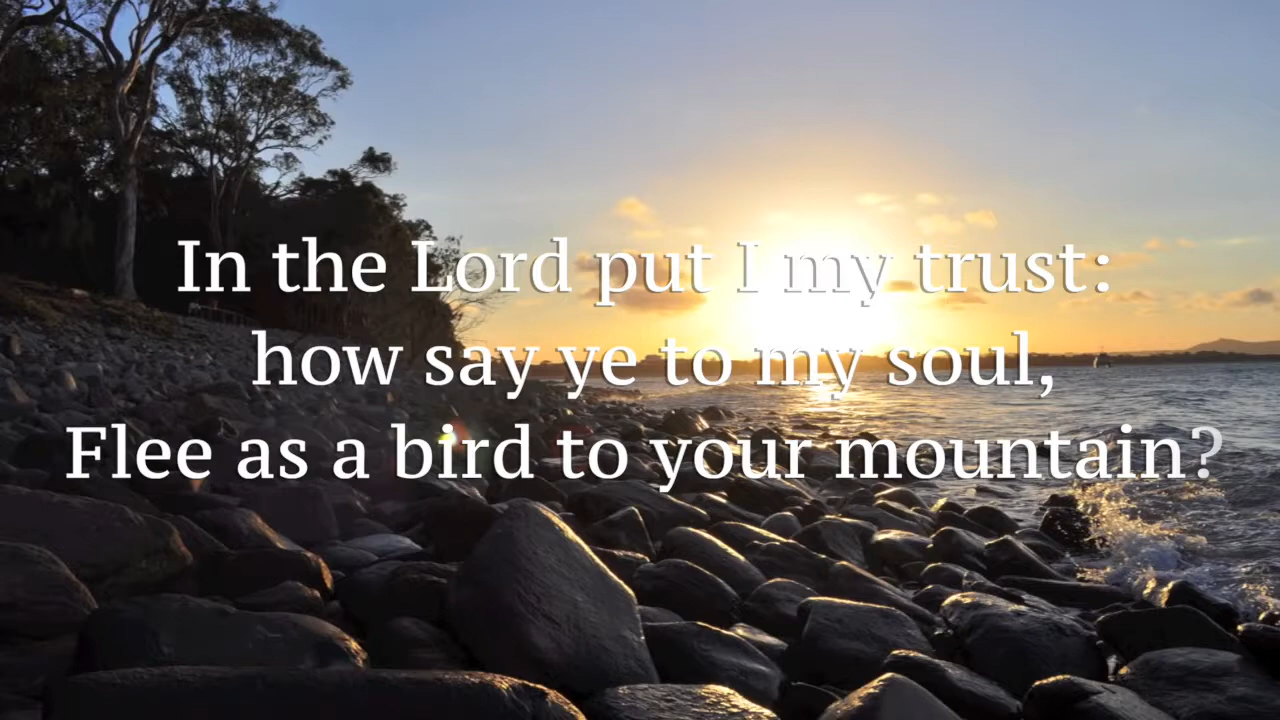 In the Lord put I my trust:
how say ye to my soul,
Flee as a bird to your mountain?